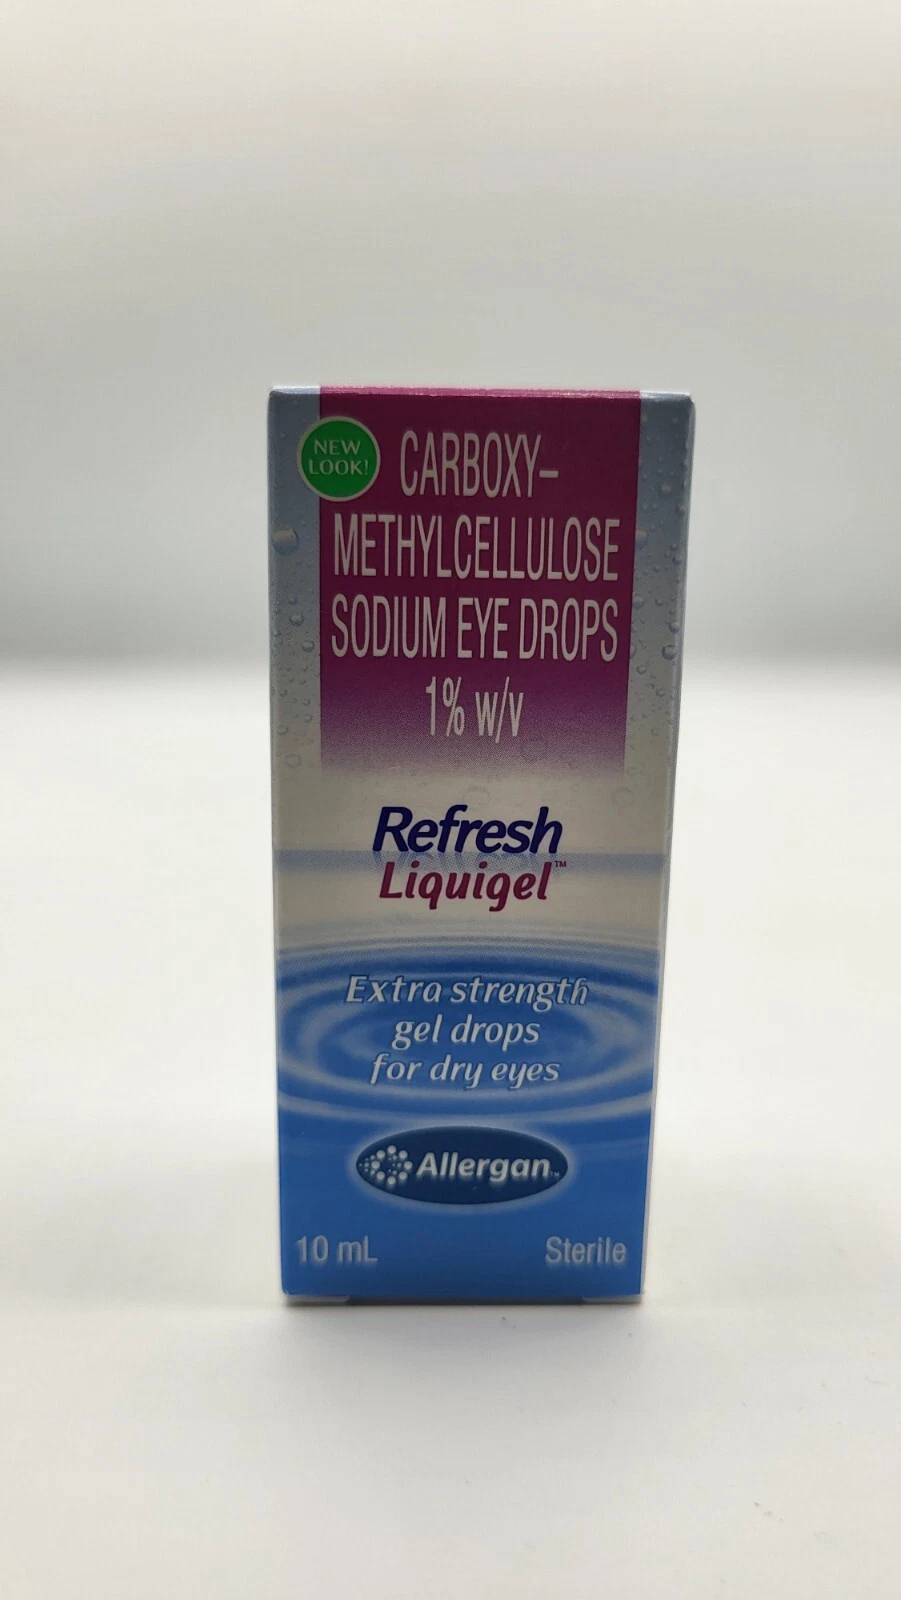 NEW
LOOK!
CARBOXY–
METHYLCELLULOSE
SODIUM EYE DROPS
1% w/v
Refresh
Liquigel™
Extra strength
gel drops
for dry eyes
Allergan™
10 mL
Sterile